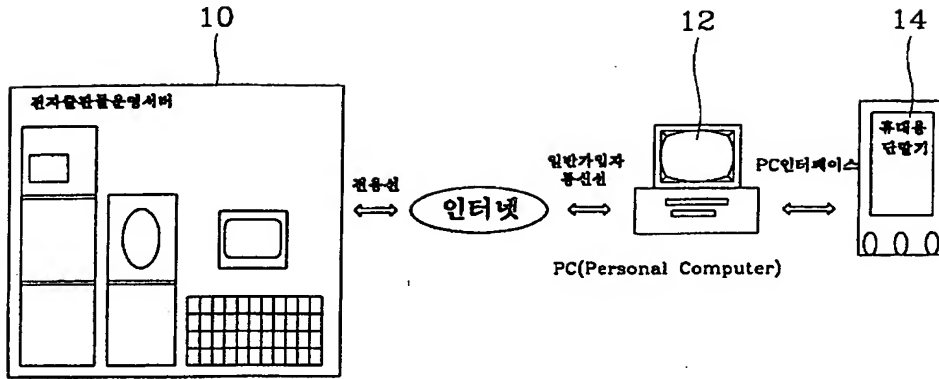 10
12
14
전자출판물운영서버
전용선
인터넷
일반가입자
통신선
PC인터페이스
휴대용
단말기
PC(Personal Computer)